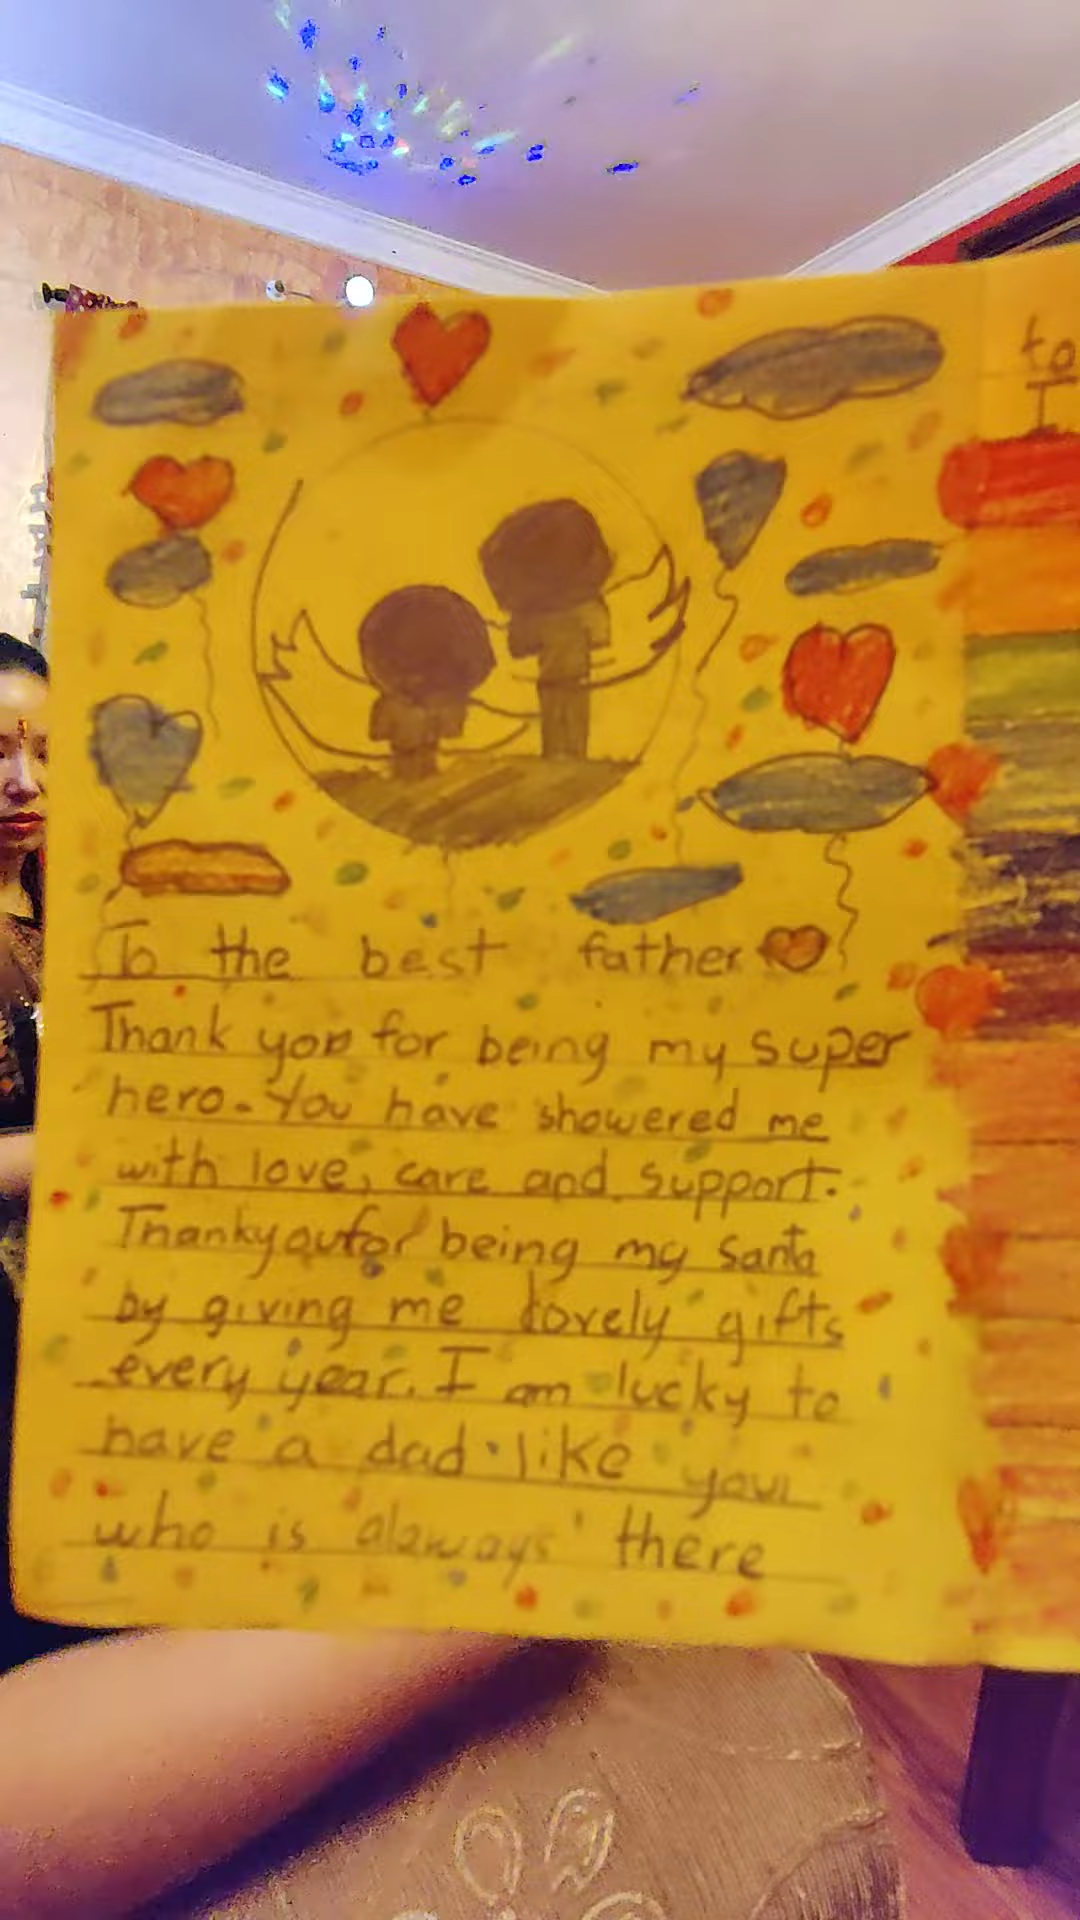 To the best father
Thank you for being my super
hero. You have showered me
with love, care and support.
Thankyoufor being my santa
by giving me lovely gifts
every year. I am lucky to
have a dad like you
who is always there
to
I